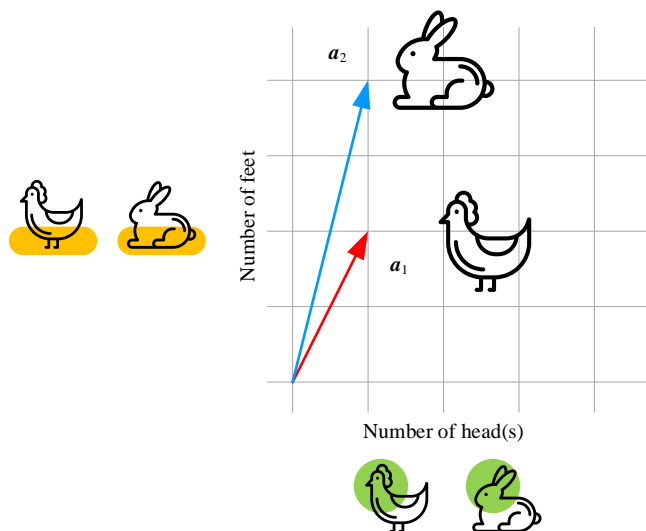 a₂
Number of feet
a₁
Number of head(s)